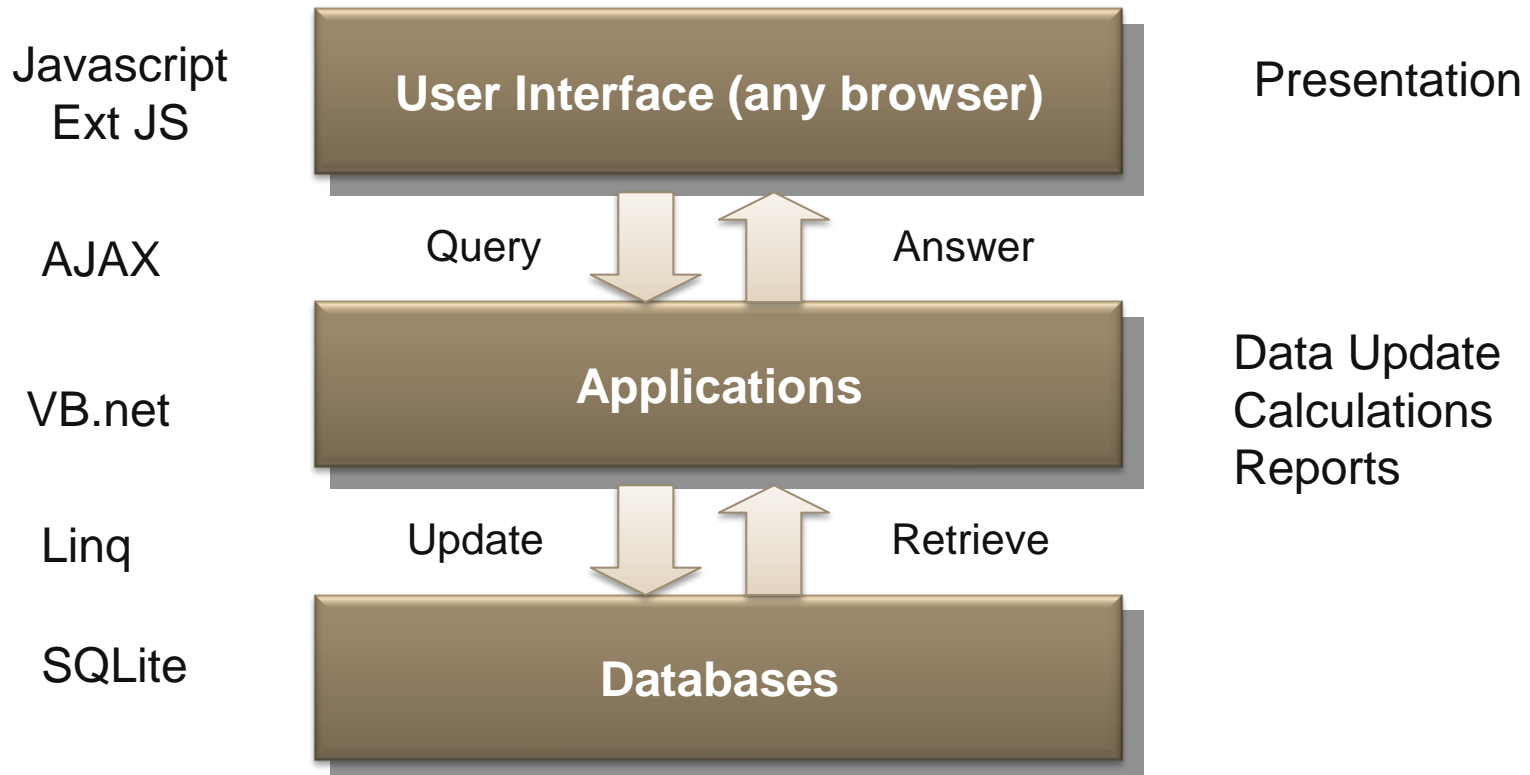 Javascript
Ext JS
User Interface (any browser)
Presentation
AJAX
Query
Answer
VB.net
Applications
Data Update
Calculations
Reports
Linq
Update
Retrieve
SQLite
Databases